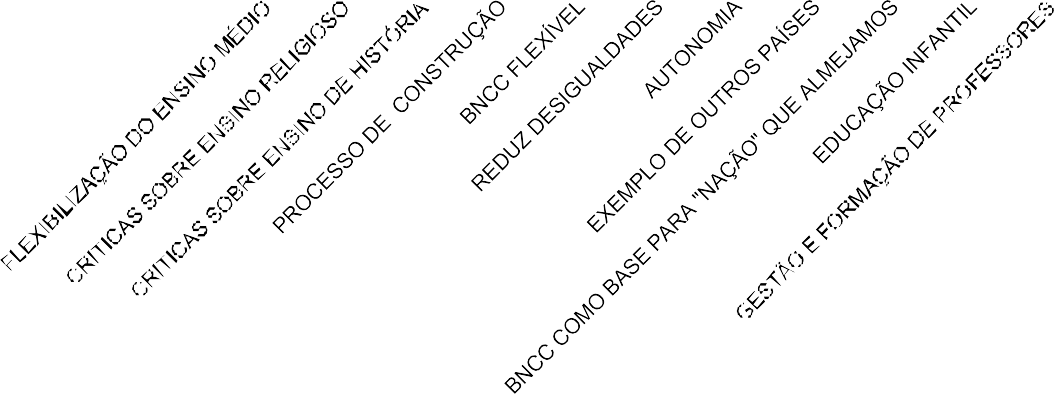 FLEXIBILIZAÇÃO DO ENSINO MÉDIO
CRITICAS SOBRE ENSINO RELIGIOSO
CRITICAS SOBRE ENSINO DE HISTÓRIA
PROCESSO DE CONSTRUÇÃO
BNCC FLEXÍVEL
REDUZ DESIGUALDADES
AUTONOMIA
EXEMPLO DE OUTROS PAÍSES
BNCC COMO BASE PARA "NAÇÃO" QUE ALMEJAMOS
EDUCAÇÃO INFANTIL
GESTÃO E FORMAÇÃO DE PROFESSORES